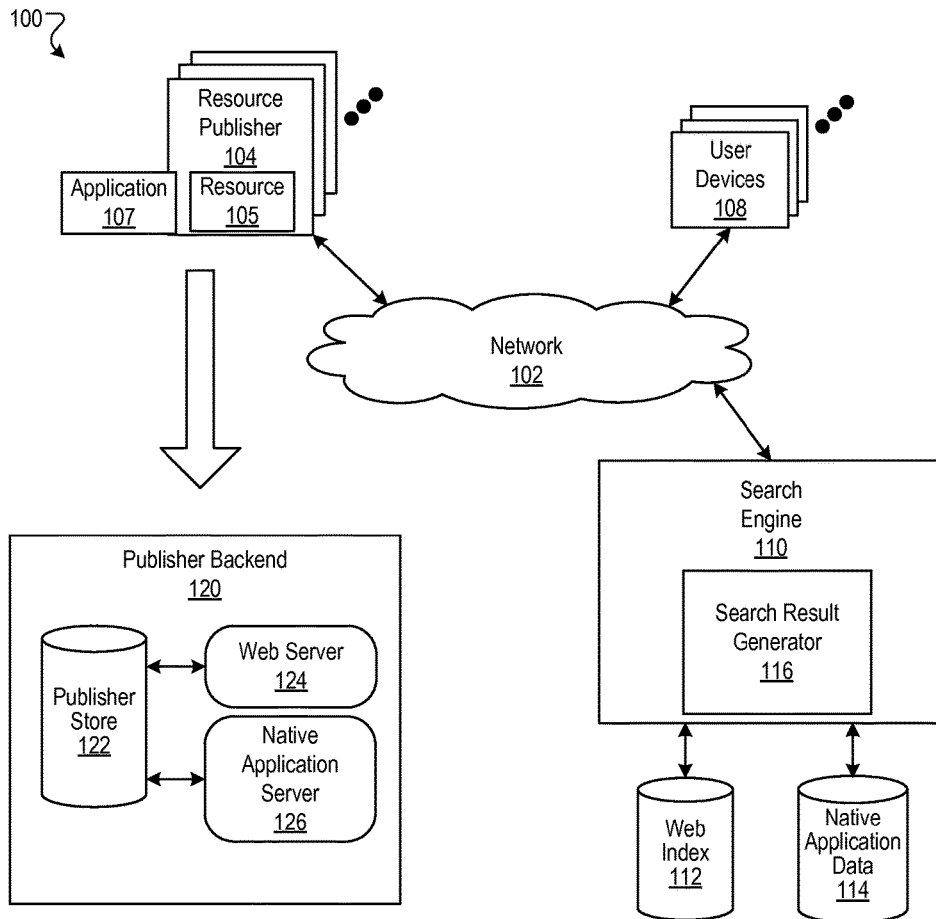 100
Resource
Publisher
104
Application
107
Resource
105
User
Devices
108
Network
102
Search
Engine
110
Search Result
Generator
116
Publisher Backend
120
Publisher
Store
122
Web Server
124
Native
Application
Server
126
Web
Index
112
Native
Application
Data
114